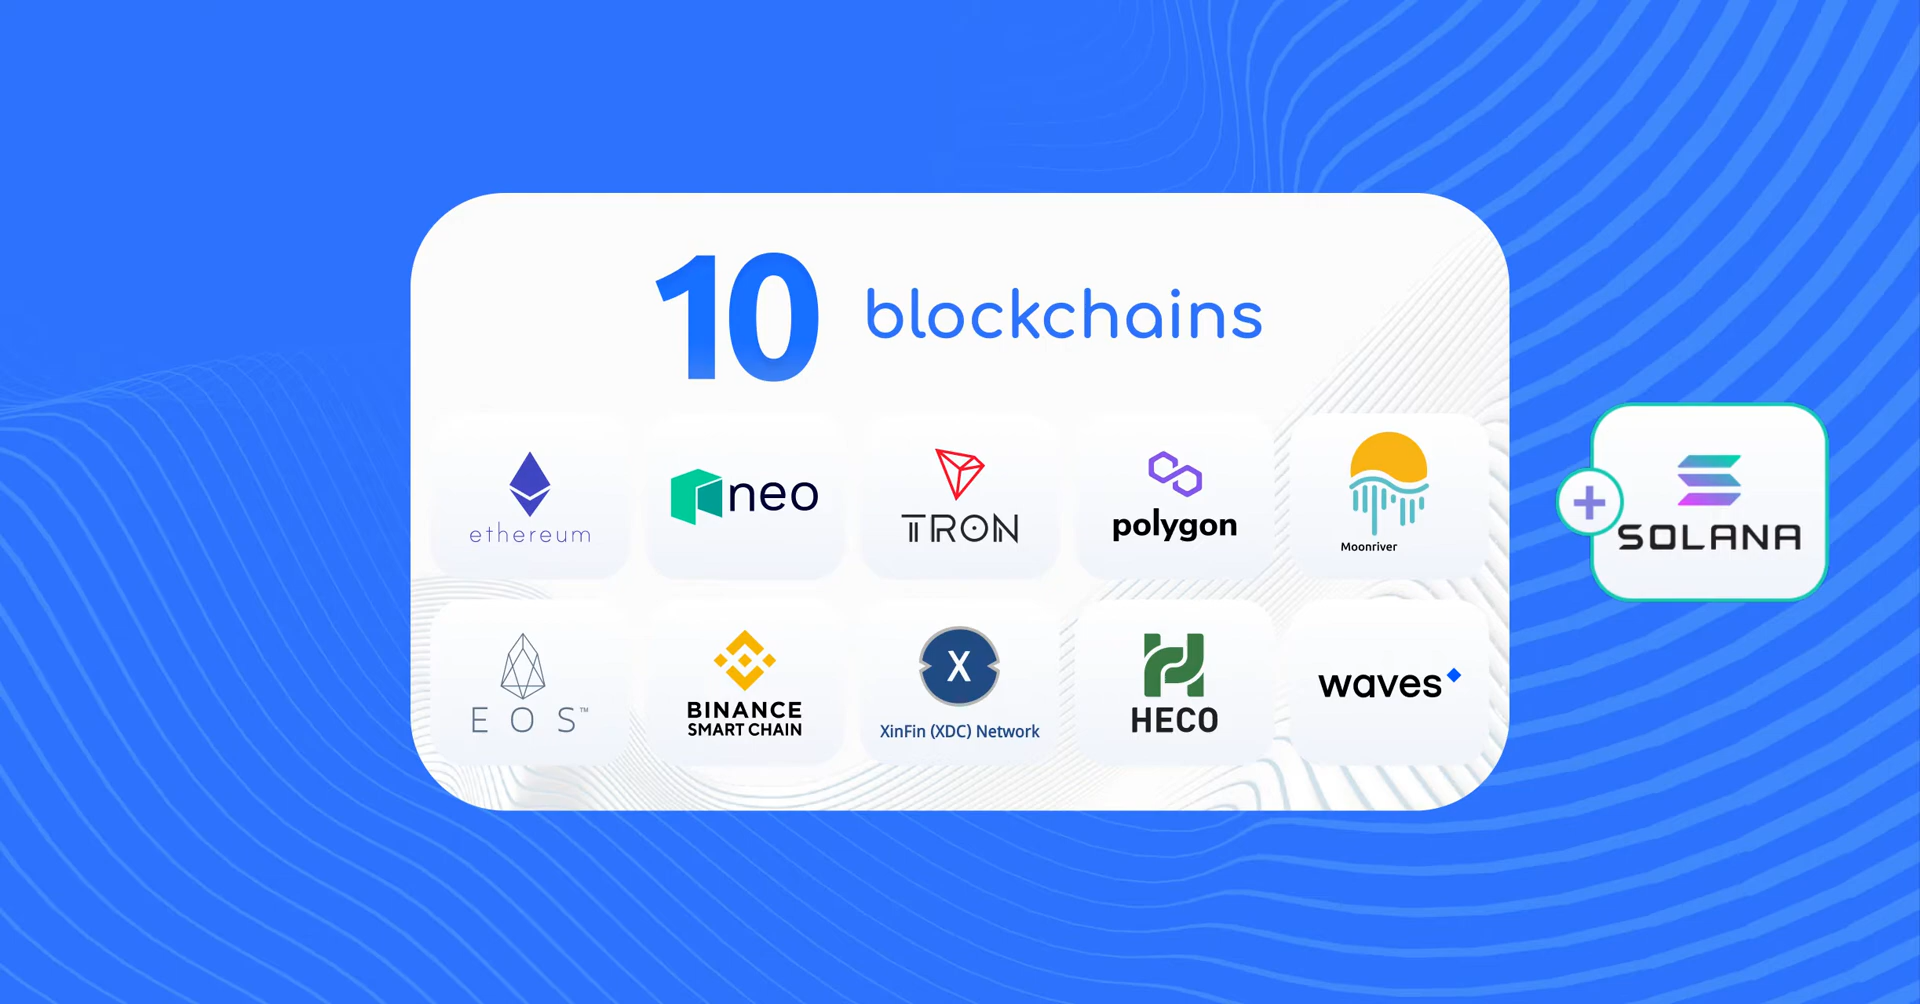 10 blockchains
ethereum
neo
TRON
polygon
Moonriver
SOLANA
EOS™
BINANCE
SMART CHAIN
X
XinFin (XDC) Network
HECO
waves